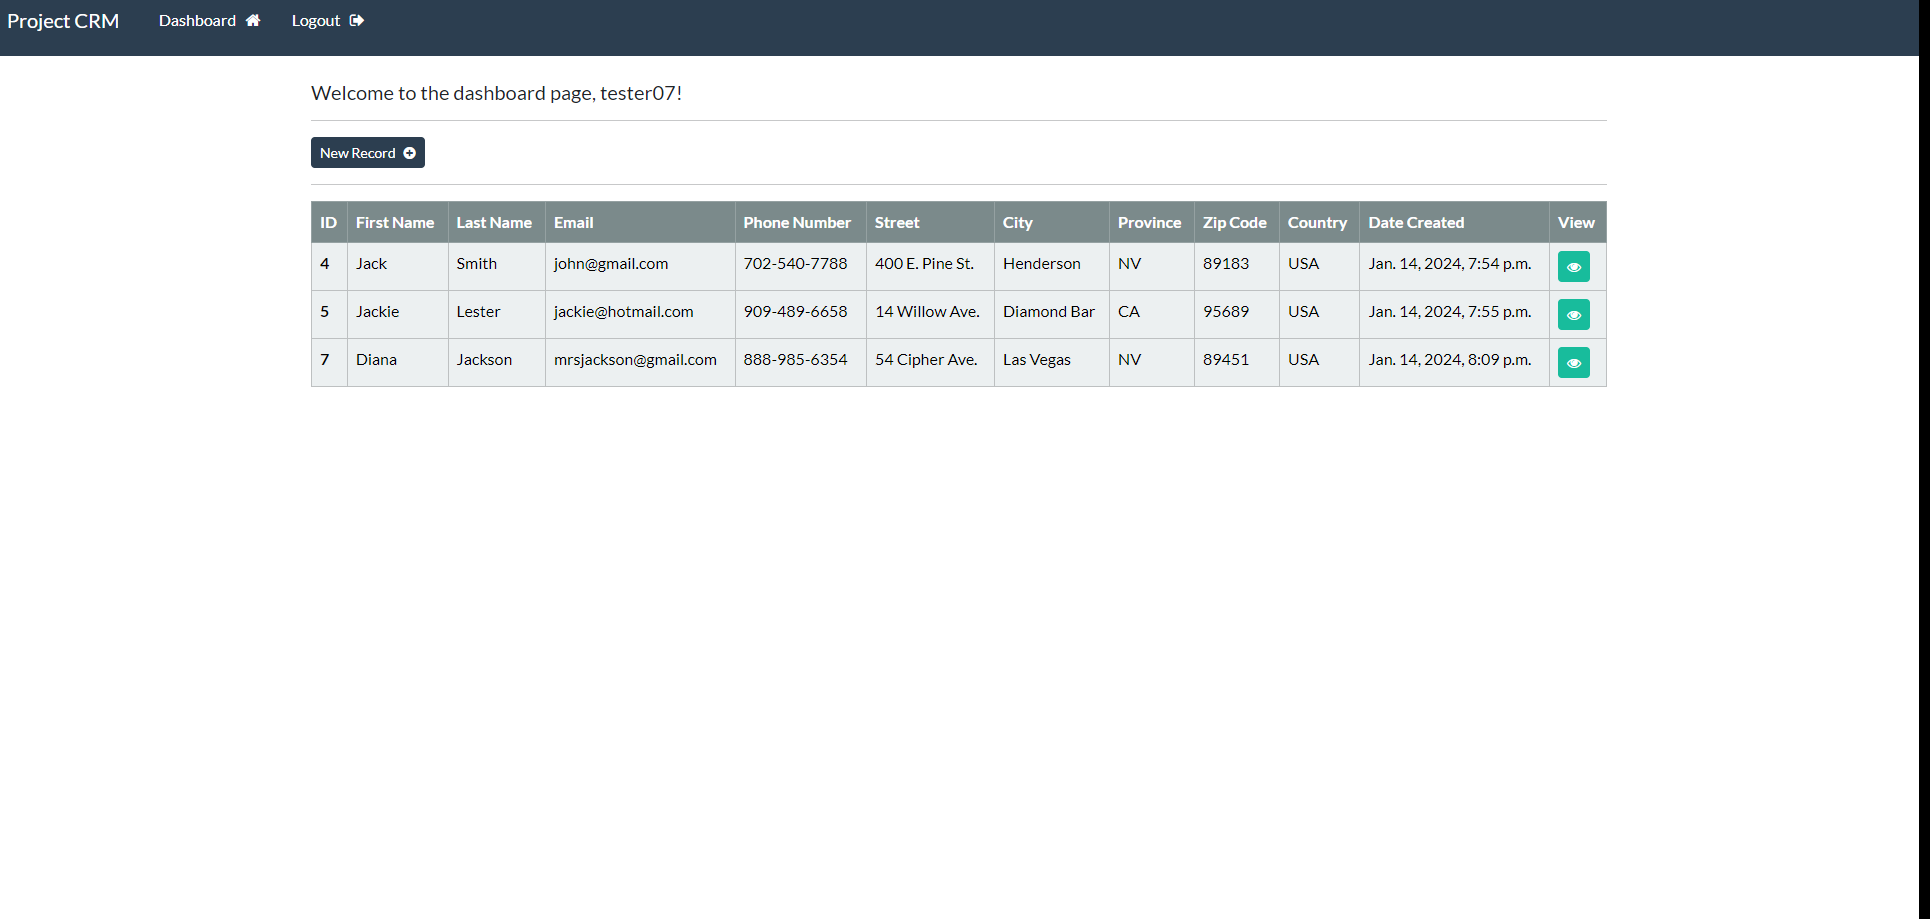 Project CRM Dashboard Logout
Welcome to the dashboard page, tester07!
New Record
ID First Name Last Name Email Phone Number Street City Province Zip Code Country Date Created View
4 Jack Smith john@gmail.com 702-540-7788 400 E. Pine St. Henderson NV 89183 USA Jan. 14, 2024, 7:54 p.m.
5 Jackie Lester jackie@hotmail.com 909-489-6658 14 Willow Ave. Diamond Bar CA 95689 USA Jan. 14, 2024, 7:55 p.m.
7 Diana Jackson mrsjackson@gmail.com 888-985-6354 54 Cipher Ave. Las Vegas NV 89451 USA Jan. 14, 2024, 8:09 p.m.